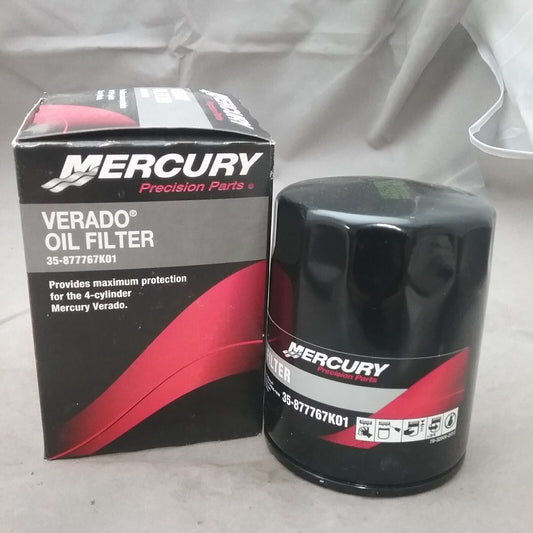 MERCURY
Precision Parts®
VERADO®
OIL FILTER
35-877767K01
Provides maximum protection
for the 4-cylinder
Mercury Verado.
MERCURY
Precision Parts
FILTER
35-877767K01